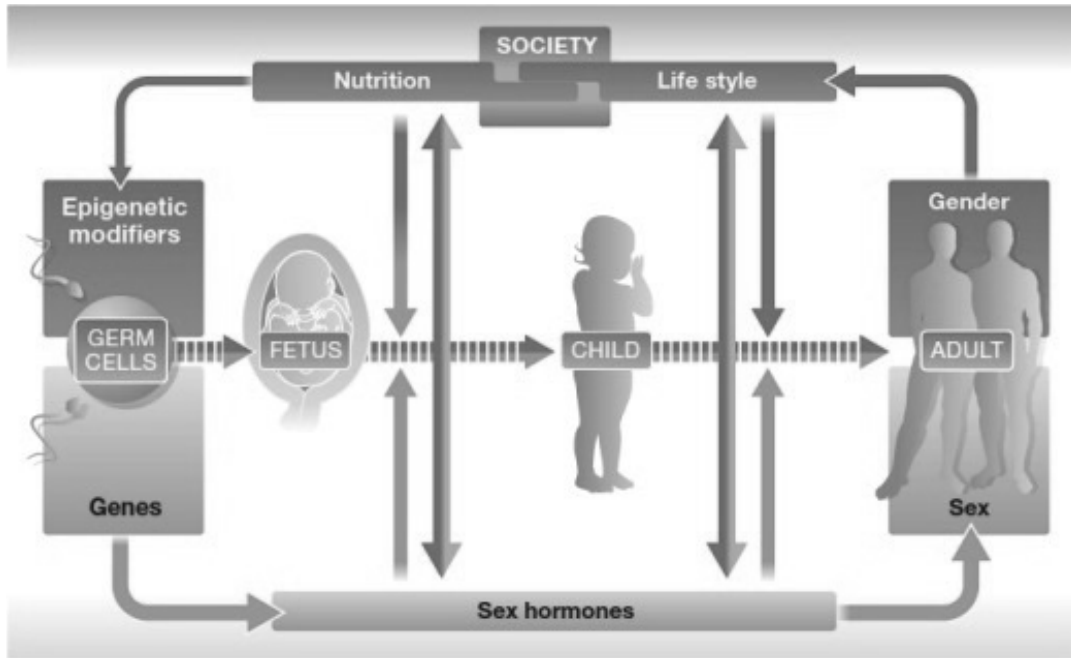 SOCIETY
Nutrition
Life style
Epigenetic
modifiers
Gender
GERM
CELLS
FETUS
CHILD
ADULT
Genes
Sex
Sex hormones